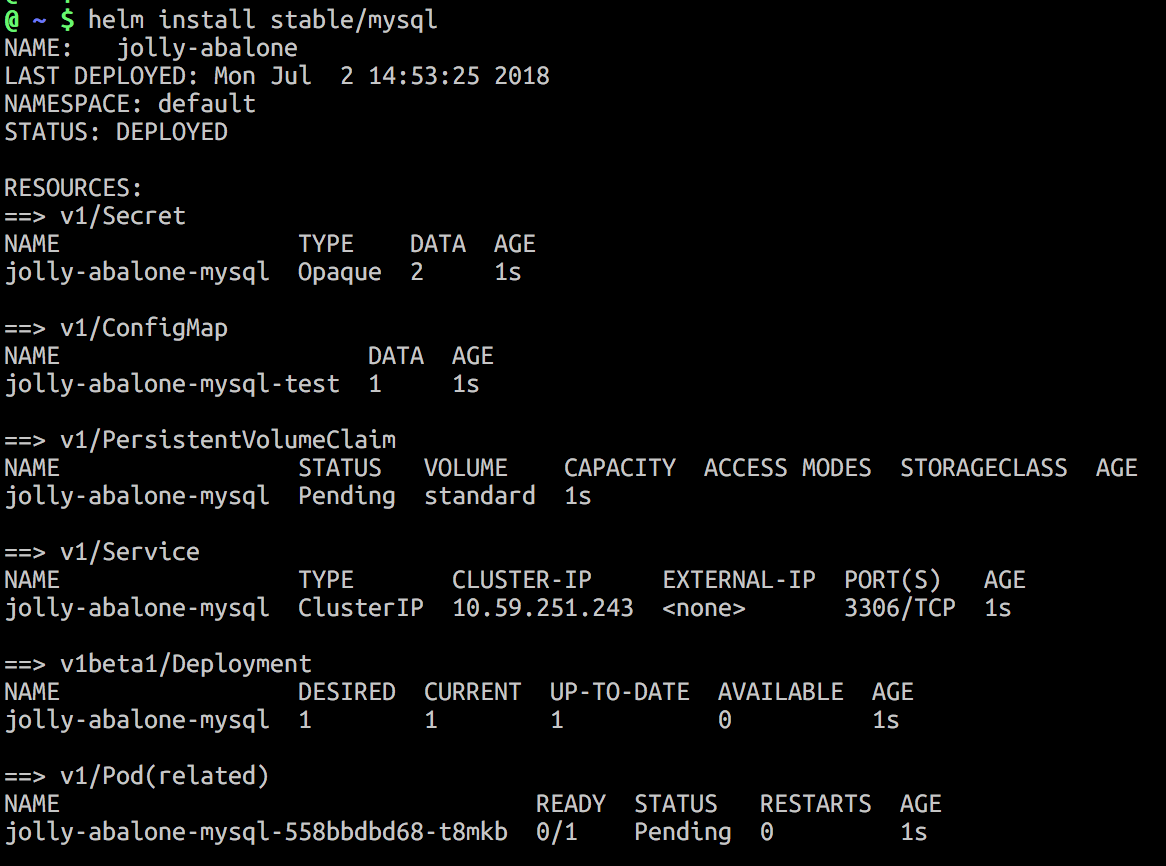 @ ~ $ helm install stable/mysql
NAME:   jolly-abalone
LAST DEPLOYED: Mon Jul  2 14:53:25 2018
NAMESPACE: default
STATUS: DEPLOYED

RESOURCES:
==> v1/Secret
NAME                 TYPE    DATA  AGE
jolly-abalone-mysql  Opaque  2     1s

==> v1/ConfigMap
NAME                      DATA  AGE
jolly-abalone-mysql-test  1     1s

==> v1/PersistentVolumeClaim
NAME                 STATUS   VOLUME    CAPACITY  ACCESS MODES  STORAGECLASS  AGE
jolly-abalone-mysql  Pending  standard  1s

==> v1/Service
NAME                 TYPE       CLUSTER-IP     EXTERNAL-IP  PORT(S)   AGE
jolly-abalone-mysql  ClusterIP  10.59.251.243  <none>       3306/TCP  1s

==> v1beta1/Deployment
NAME                 DESIRED  CURRENT  UP-TO-DATE  AVAILABLE  AGE
jolly-abalone-mysql  1        1        1           0          1s

==> v1/Pod(related)
NAME                                  READY  STATUS   RESTARTS  AGE
jolly-abalone-mysql-558bbdbd68-t8mkb  0/1    Pending  0         1s